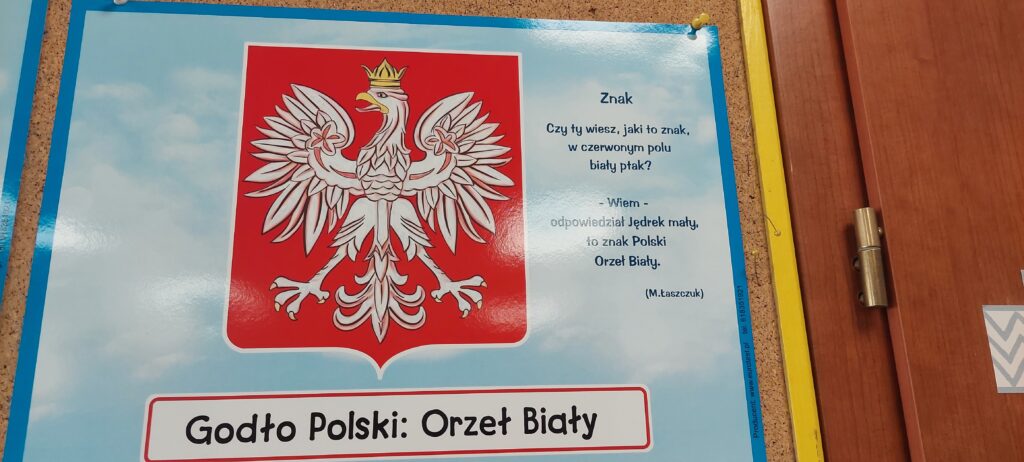 Znak
Czy ty wiesz, jaki to znak,
w czerwonym polu
biały ptak?
- Wiem -
odpowiedział Jędrek mały,
to znak Polski
Orzeł Biały.
(M.Łaszczuk)
Godło Polski: Orzeł Biały
Producent: